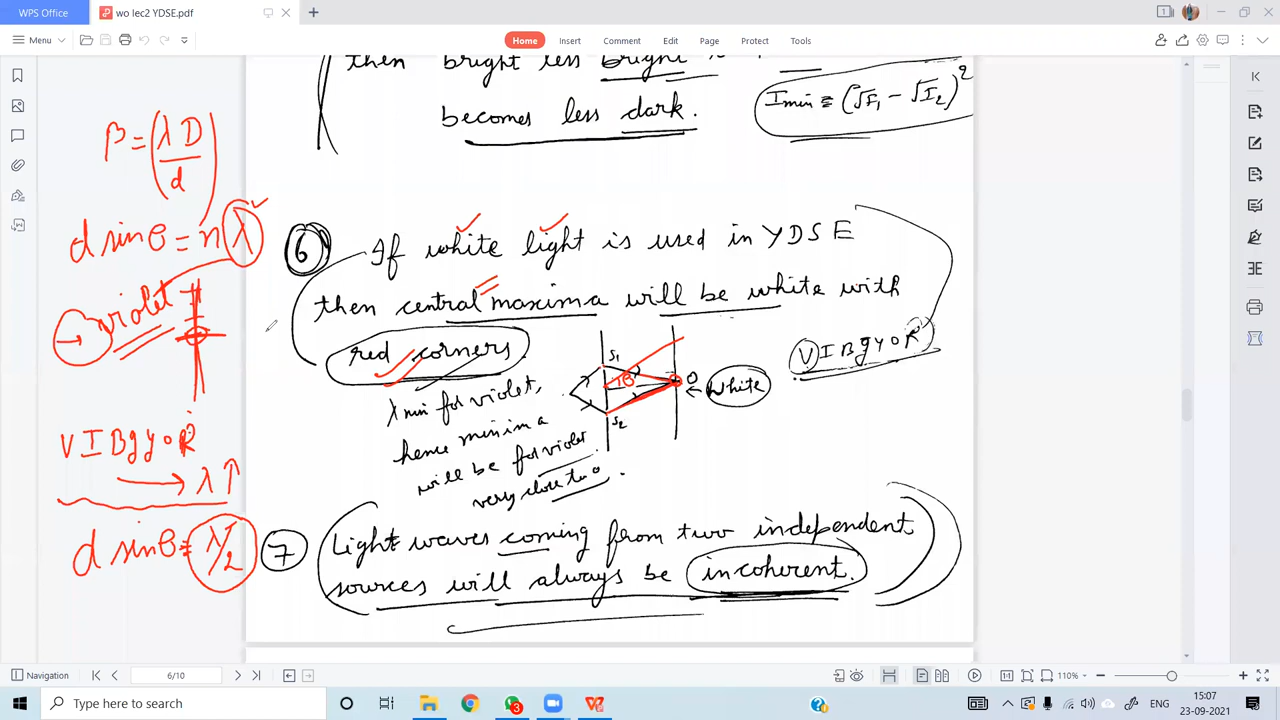 WPS Office
wo lec2 YDSE.pdf
Menu
Home Insert Comment Edit Page Protect Tools
then bright less bright
becomes less dark.
Imin = (√I1 - √I2)²
β = (λD/d)
d sinθ = nλ
→ violet
VIBgyoR
→ λ↑
d sinθ = λ/2
6 If white light is used in YDSE
then central maxima will be white with
red corners
VIBgyoR
λ min for violet,
hence minima
will be for violet
very close to o.
S1
θ
O
← White
S2
7 Light waves coming from two independent
sources will always be incoherent.
Navigation
6/10
110%
Type here to search
3
ENG
15:07
23-09-2021